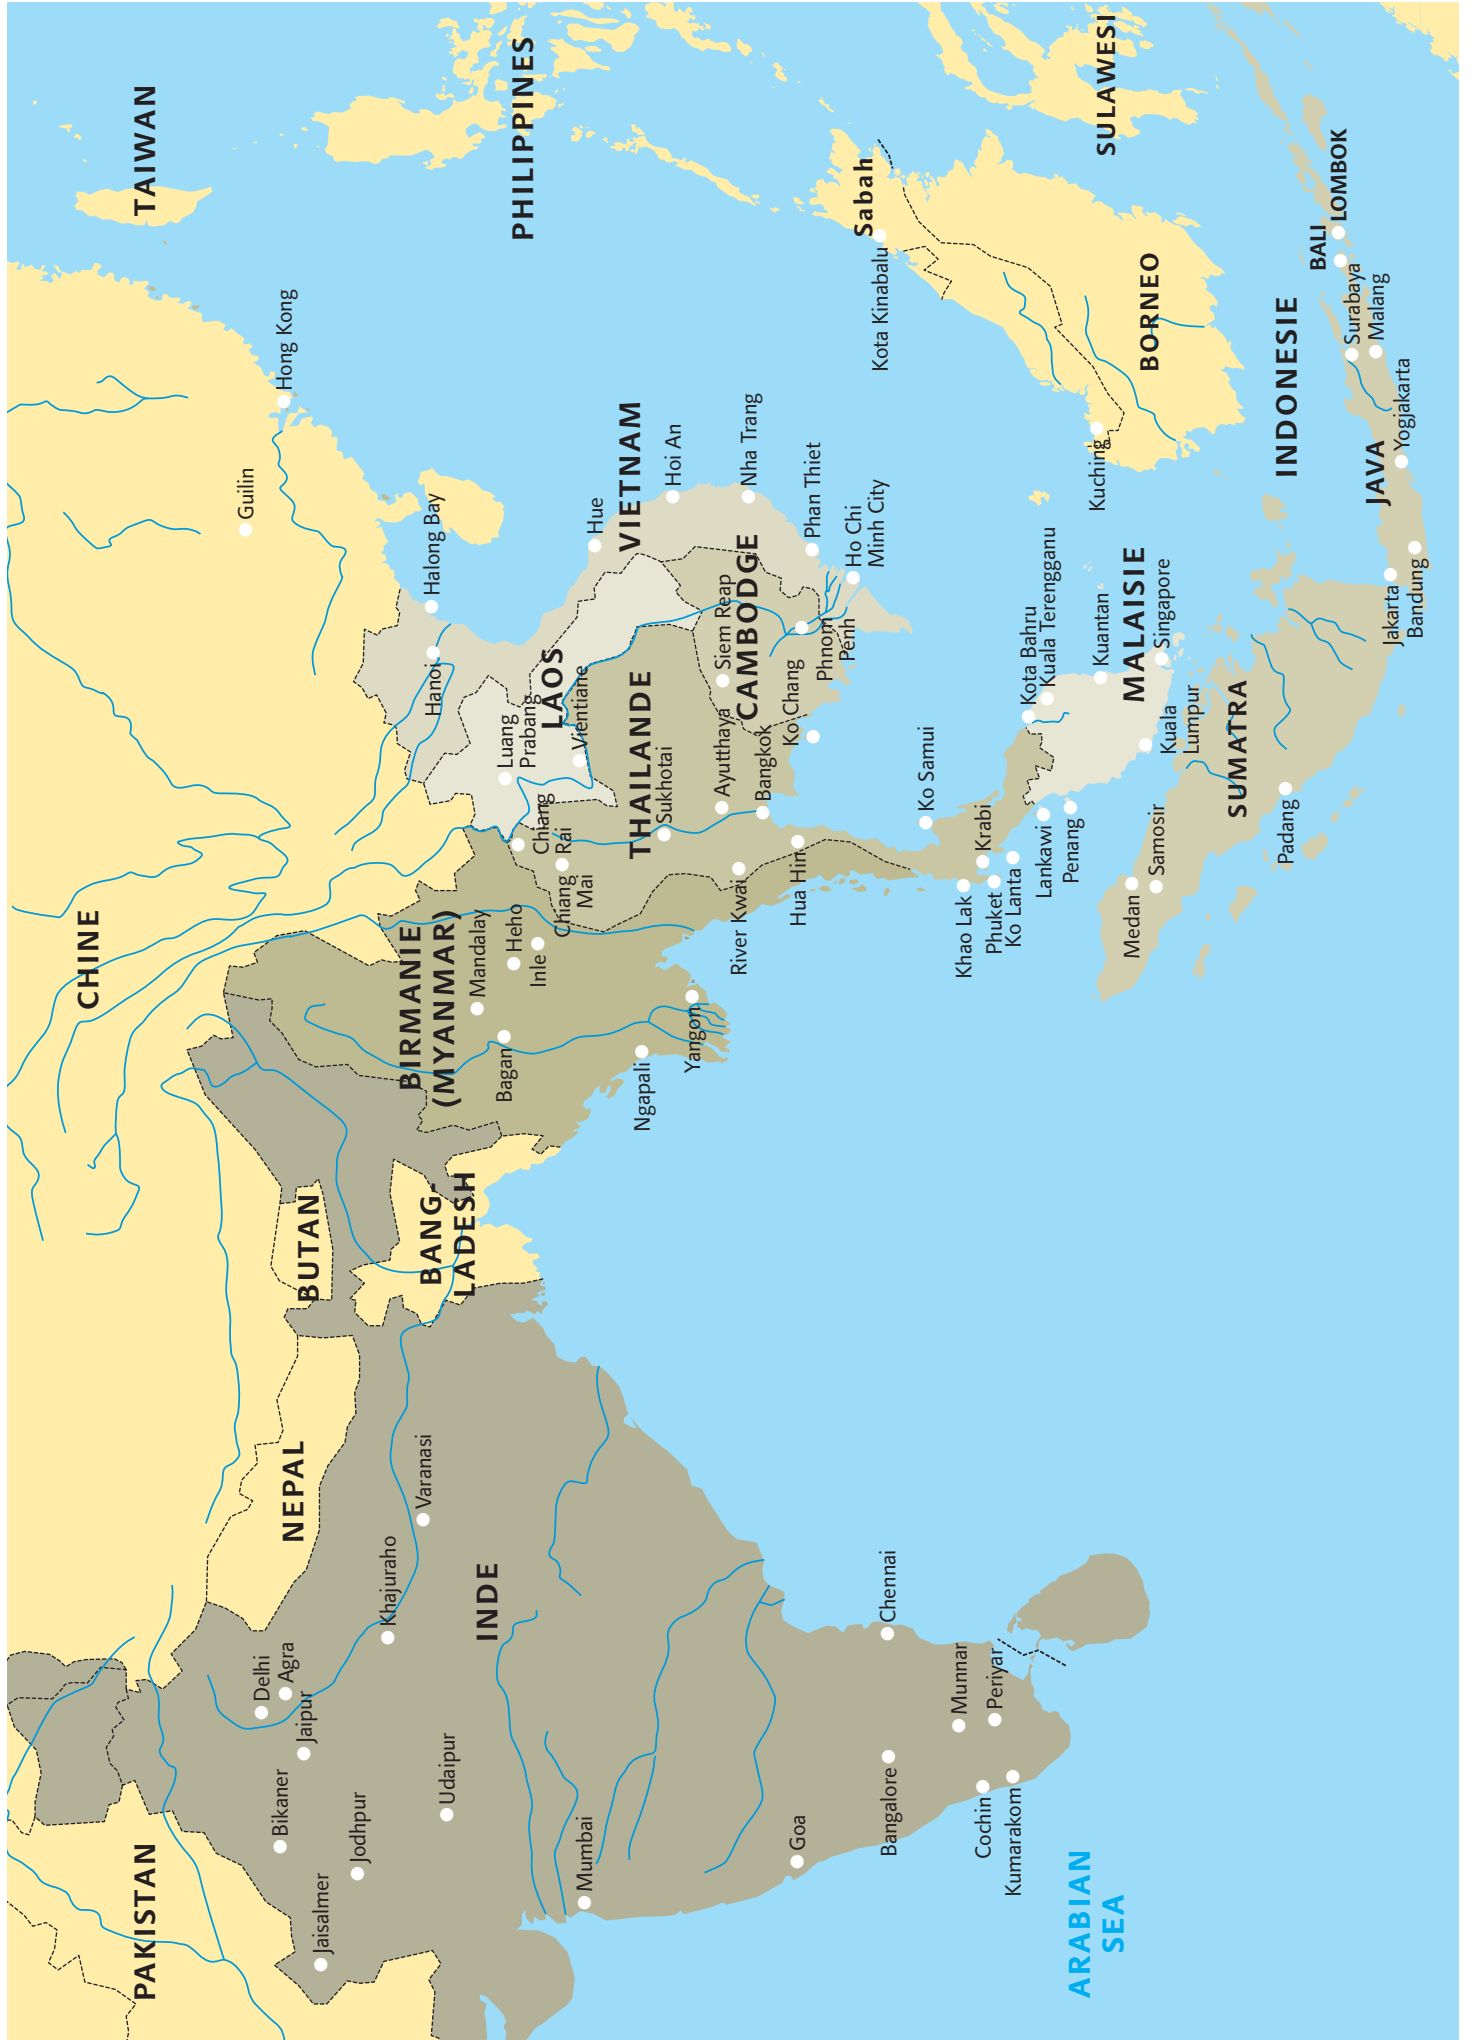 PAKISTAN
CHINE
TAIWAN
NEPAL
BUTAN
BANG-
LADESH
INDE
Delhi
Agra
Jaipur
Bikaner
Jodhpur
Jaisalmer
Udaipur
Khajuraho
Varanasi
Mumbai
Goa
Bangalore
Chennai
Munnar
Periyar
Cochin
Kumarakom
ARABIAN
SEA
BIRMANIE
(MYANMAR)
Mandalay
Heho
Inle
Bagan
Ngapali
Yangon
Guilin
Hong Kong
Halong Bay
Hanoi
LAOS
Luang
Prabang
Vientiane
VIETNAM
Hue
Hoi An
Nha Trang
Phan Thiet
Ho Chi
Minh City
THAILANDE
Chiang
Rai
Chiang
Mai
Sukhotai
Ayutthaya
Bangkok
River Kwai
Hua Hin
Ko Chang
Ko Samui
Khao Lak
Phuket
Krabi
Ko Lanta
CAMBODGE
Siem Reap
Phnom
Penh
MALAISIE
Lankawi
Penang
Kota Bahru
Kuala Terengganu
Kuantan
Kuala
Lumpur
Singapore
PHILIPPINES
Sabah
Kota Kinabalu
Kuching
BORNEO
SULAWESI
INDONESIE
SUMATRA
Medan
Samosir
Padang
JAVA
Jakarta
Bandung
Yogjakarta
Surabaya
Malang
BALI
LOMBOK